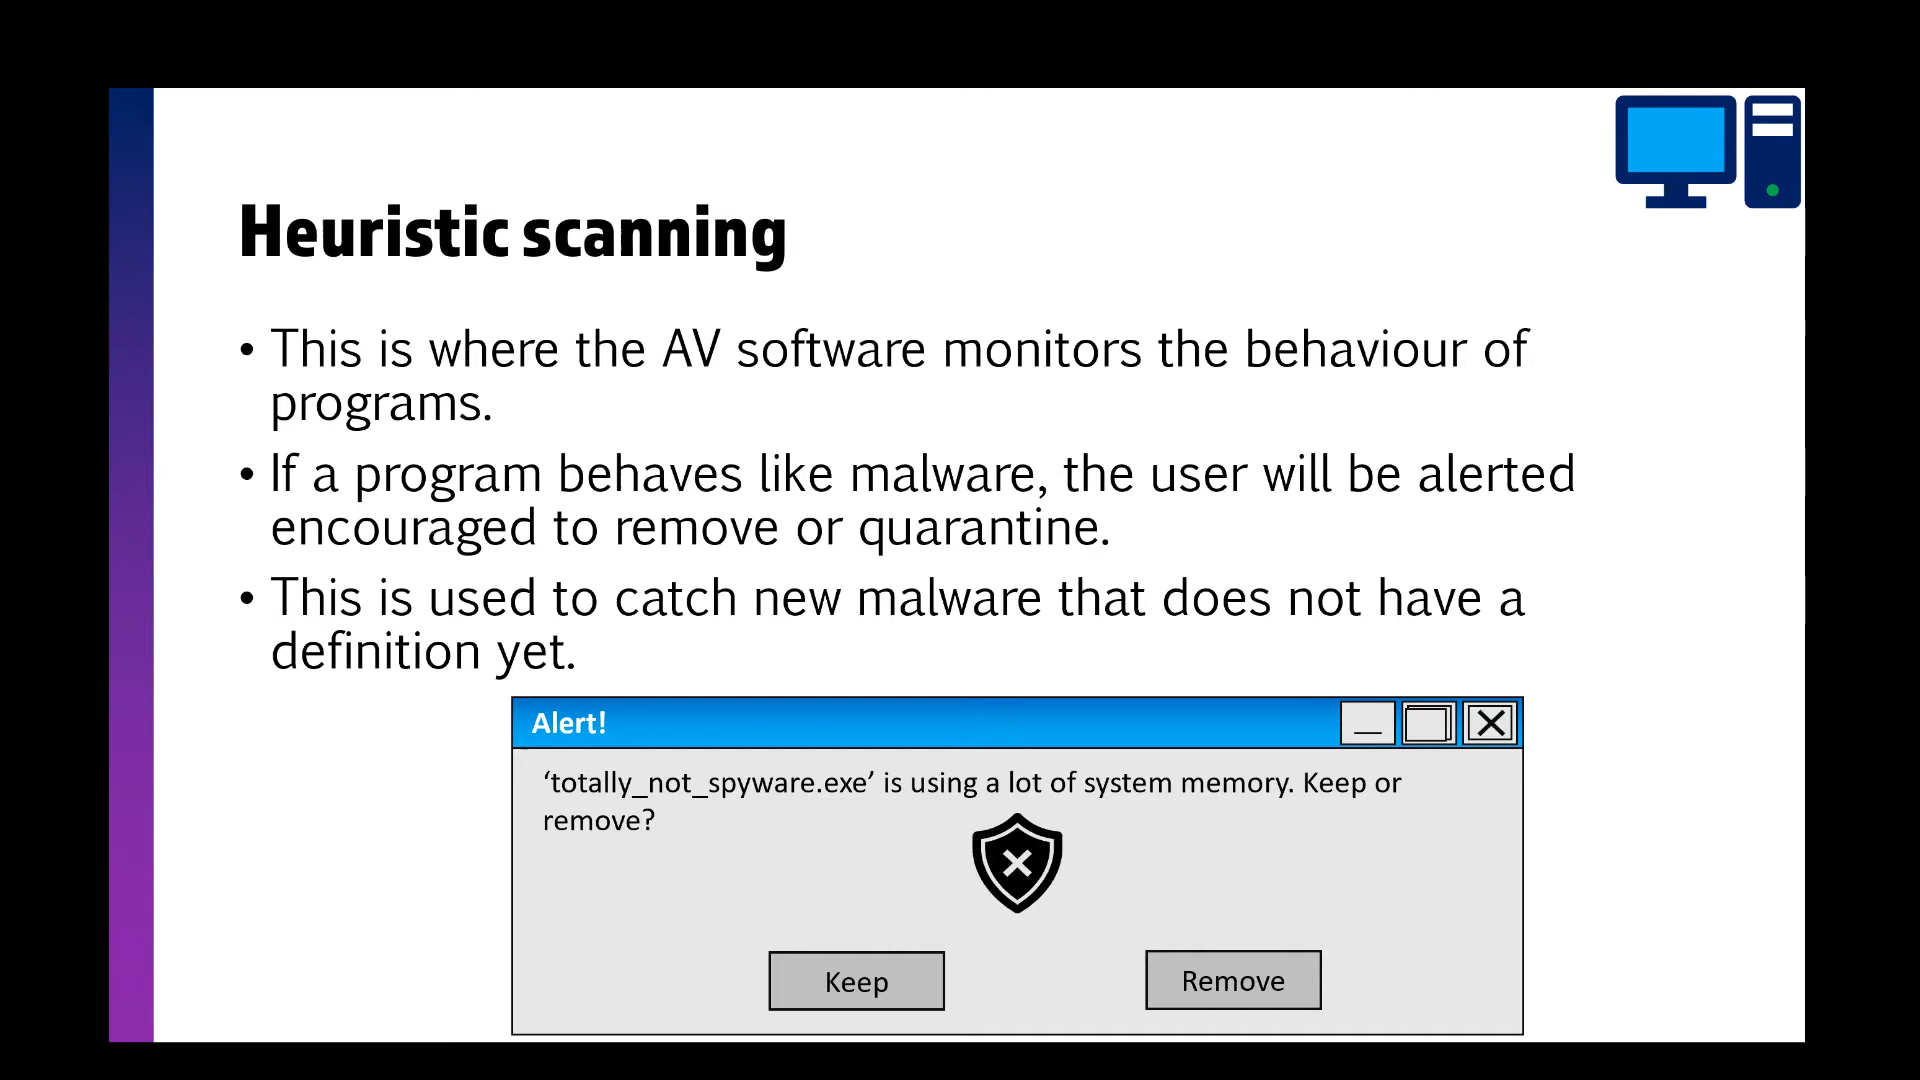 Heuristic scanning
• This is where the AV software monitors the behaviour of
programs.
• If a program behaves like malware, the user will be alerted
encouraged to remove or quarantine.
• This is used to catch new malware that does not have a
definition yet.
Alert!
‘totally_not_spyware.exe’ is using a lot of system memory. Keep or
remove?
Keep
Remove